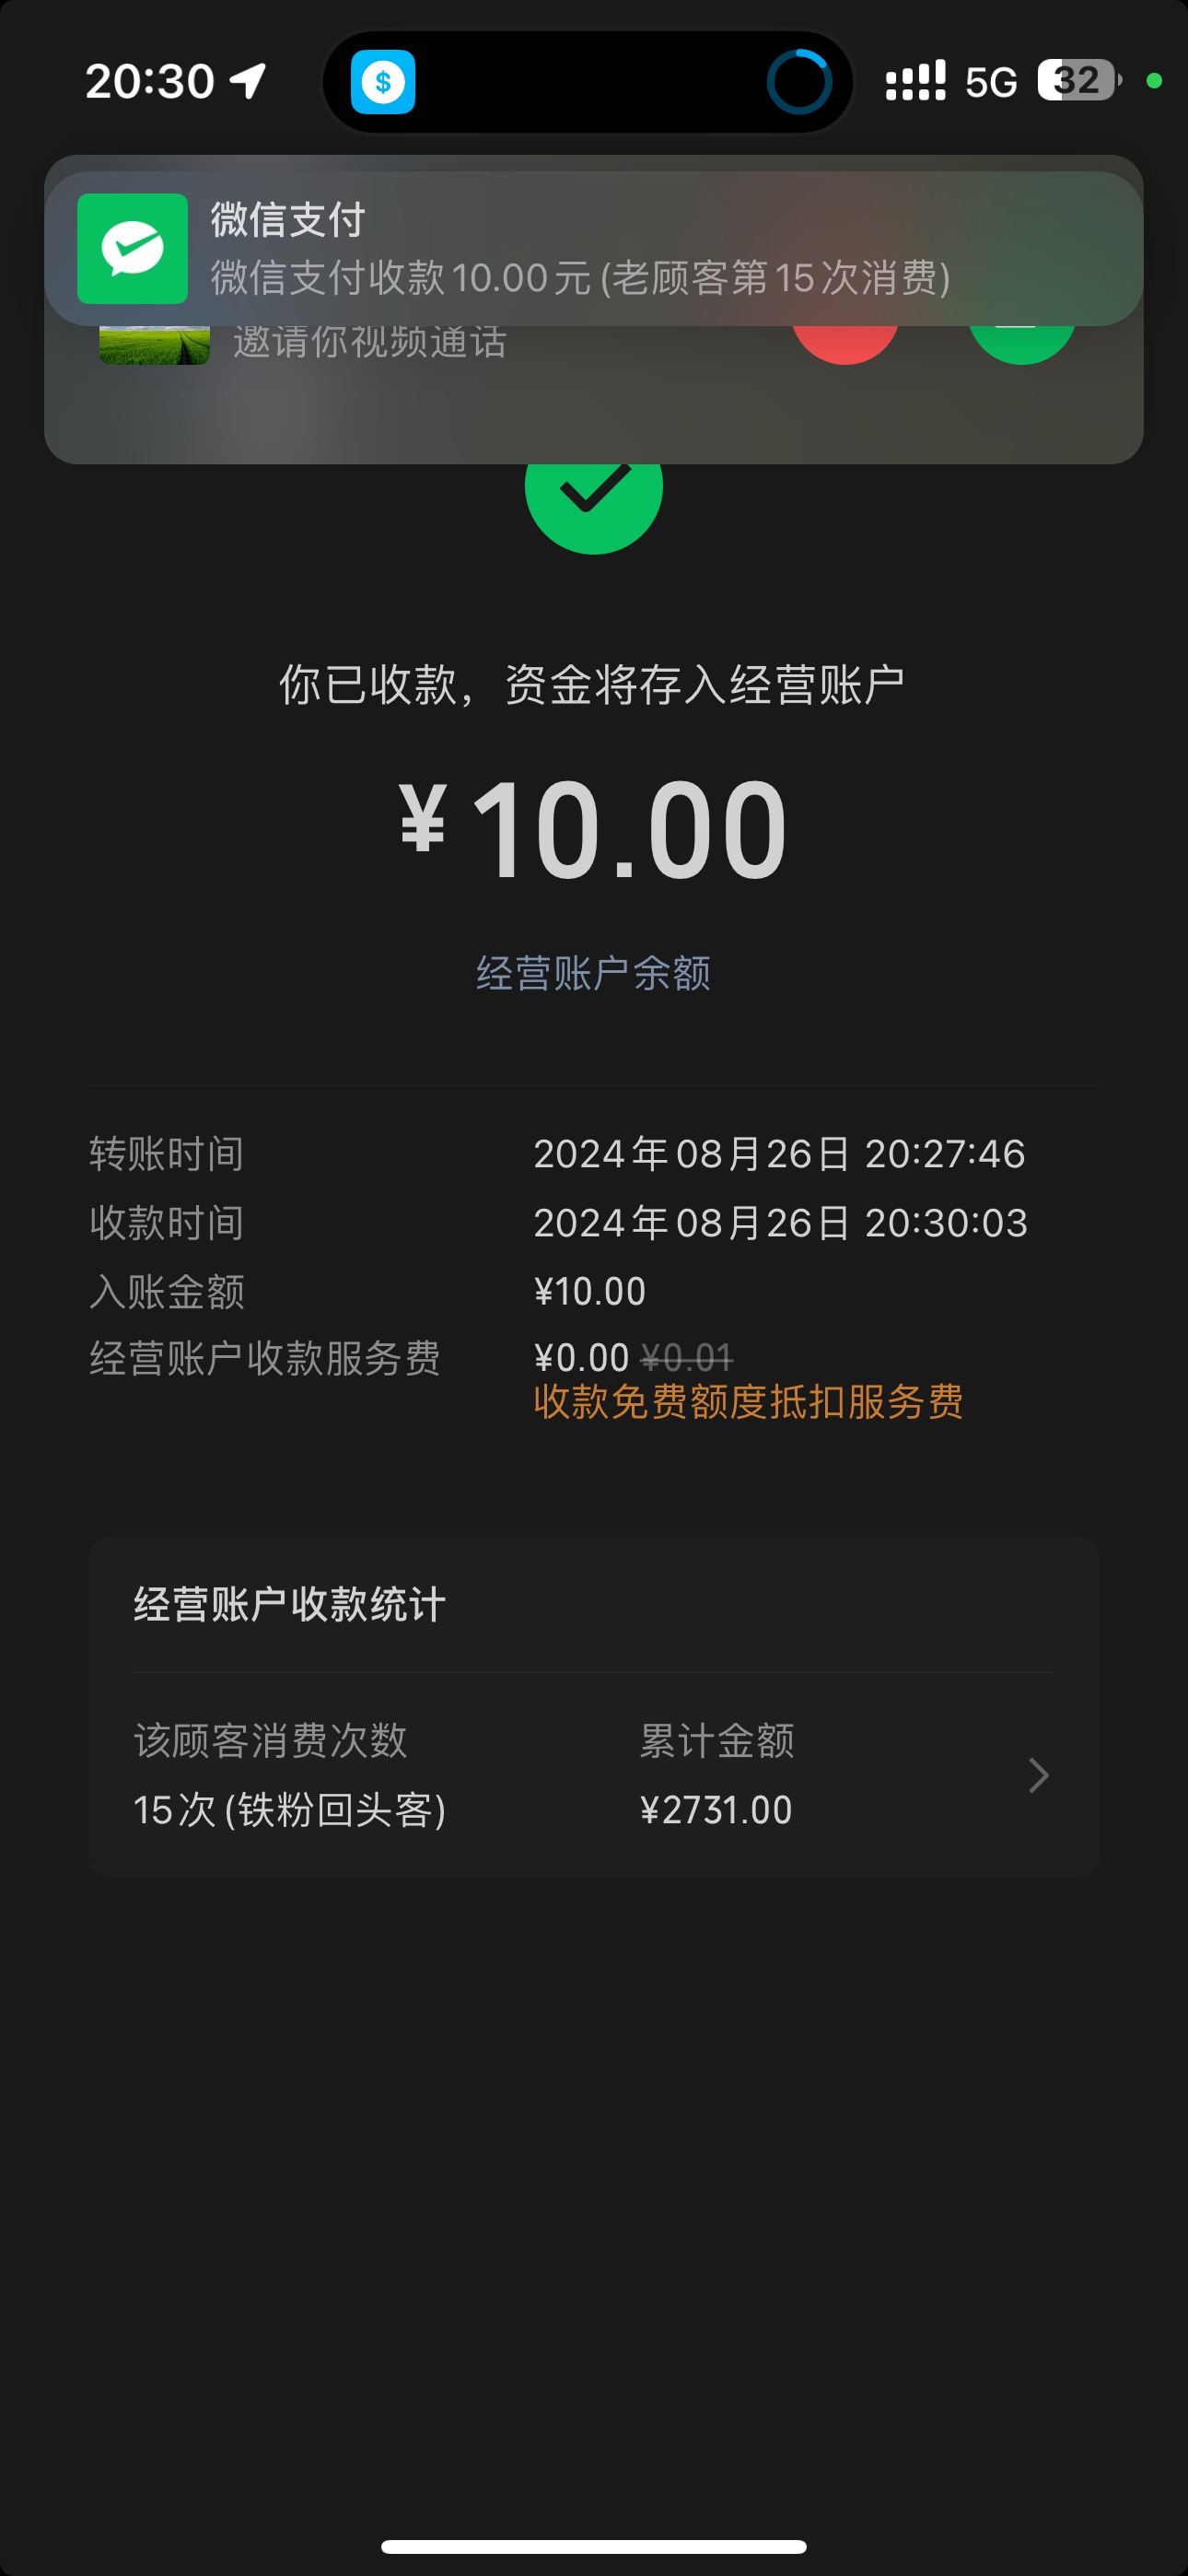 20:30
$
5G
32
微信支付
微信支付收款10.00元(老顾客第15次消费)
邀请你视频通话
你已收款，资金将存入经营账户
¥10.00
经营账户余额
转账时间 2024年08月26日 20:27:46
收款时间 2024年08月26日 20:30:03
入账金额 ¥10.00
经营账户收款服务费 ¥0.00 ¥0.01
收款免费额度抵扣服务费
经营账户收款统计
该顾客消费次数 累计金额
15次(铁粉回头客) ¥2731.00